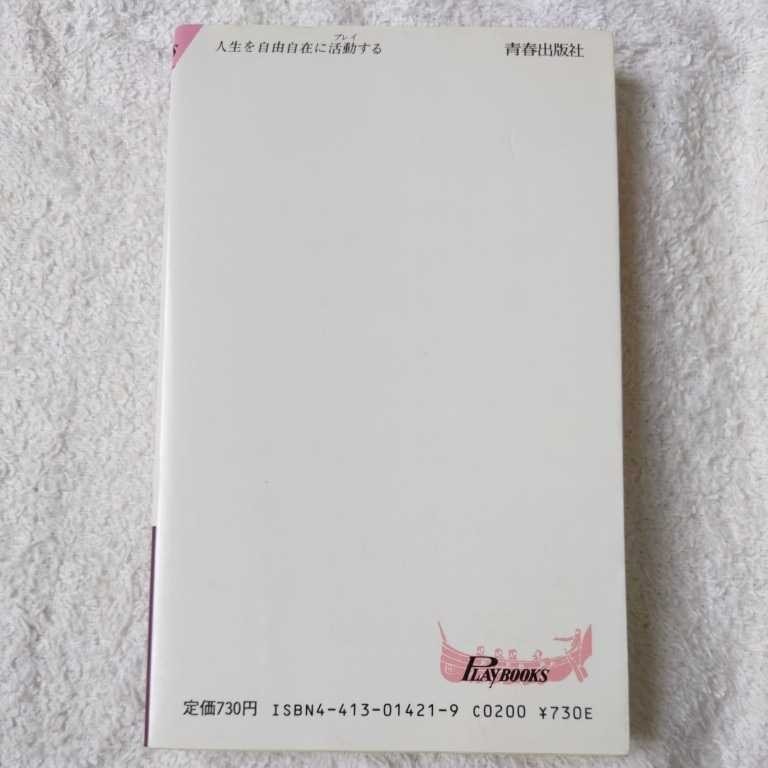 S
人生を自由自在に活動する
プレイ
青春出版社
PLAYBOOKS
定価730円 ISBN4-413-01421-9 C0200 ¥730E